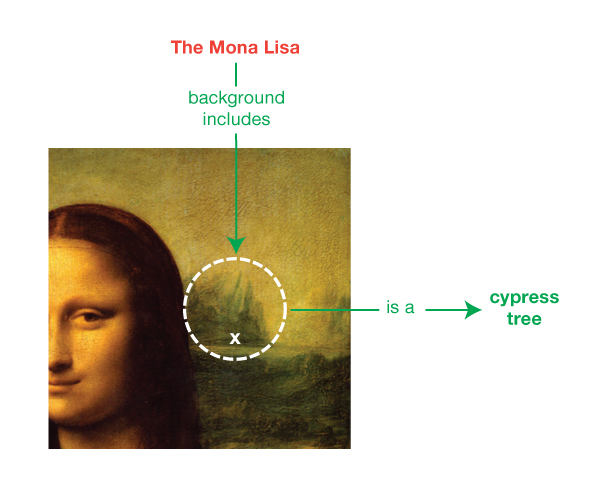 The Mona Lisa
background
includes
x
is a
cypress
tree